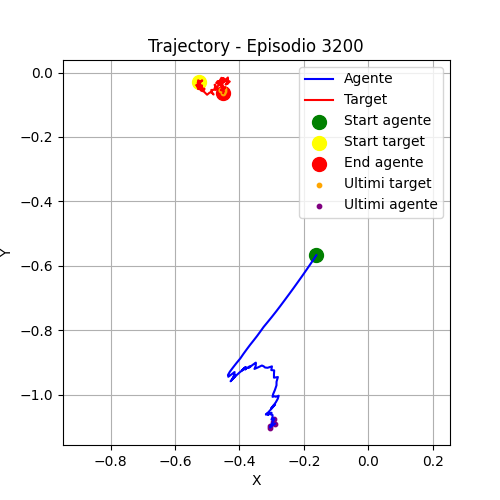 Trajectory - Episodio 3200
Agente
Target
Start agente
Start target
End agente
Ultimi target
Ultimi agente
0.0
−0.2
−0.4
−0.6
−0.8
−1.0
Y
−0.8
−0.6
−0.4
−0.2
0.0
0.2
X